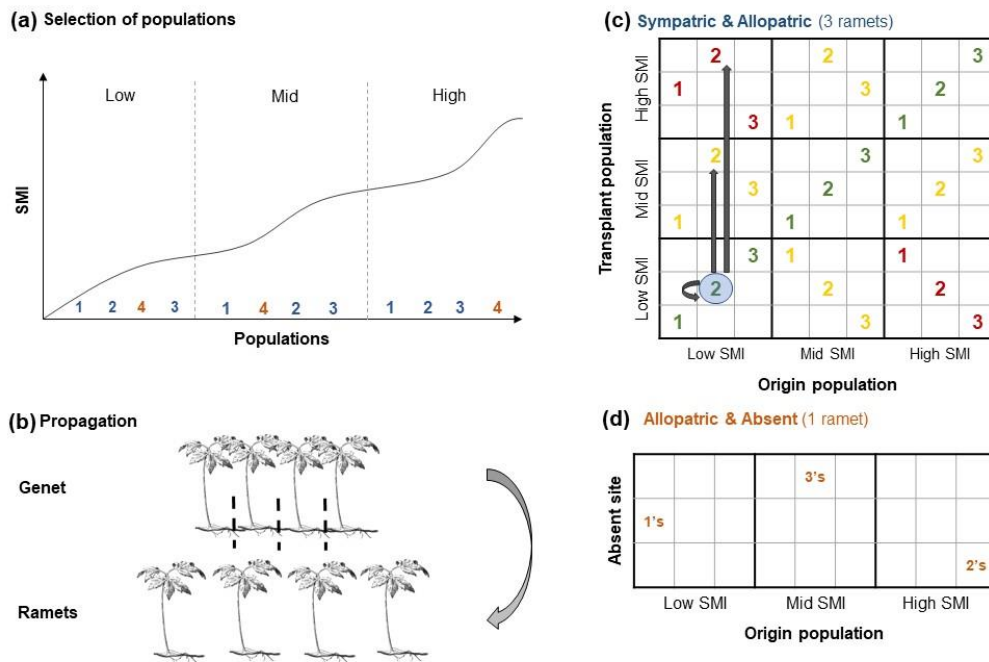 (a) Selection of populations
Low Mid High
SMI
1 2 4 3 1 4 2 3 1 2 3 4
Populations
(b) Propagation
Genet
Ramets
(c) Sympatric & Allopatric (3 ramets)
Transplant population
High SMI
2 2 3
1 3 2
3 1 1
Mid SMI
2 3 3
3 2 2
1 1 1
Low SMI
3 1 1
2 2 2
1 3 3
Low SMI Mid SMI High SMI
Origin population
(d) Allopatric & Absent (1 ramet)
Absent site
3's
1's
2's
Low SMI Mid SMI High SMI
Origin population